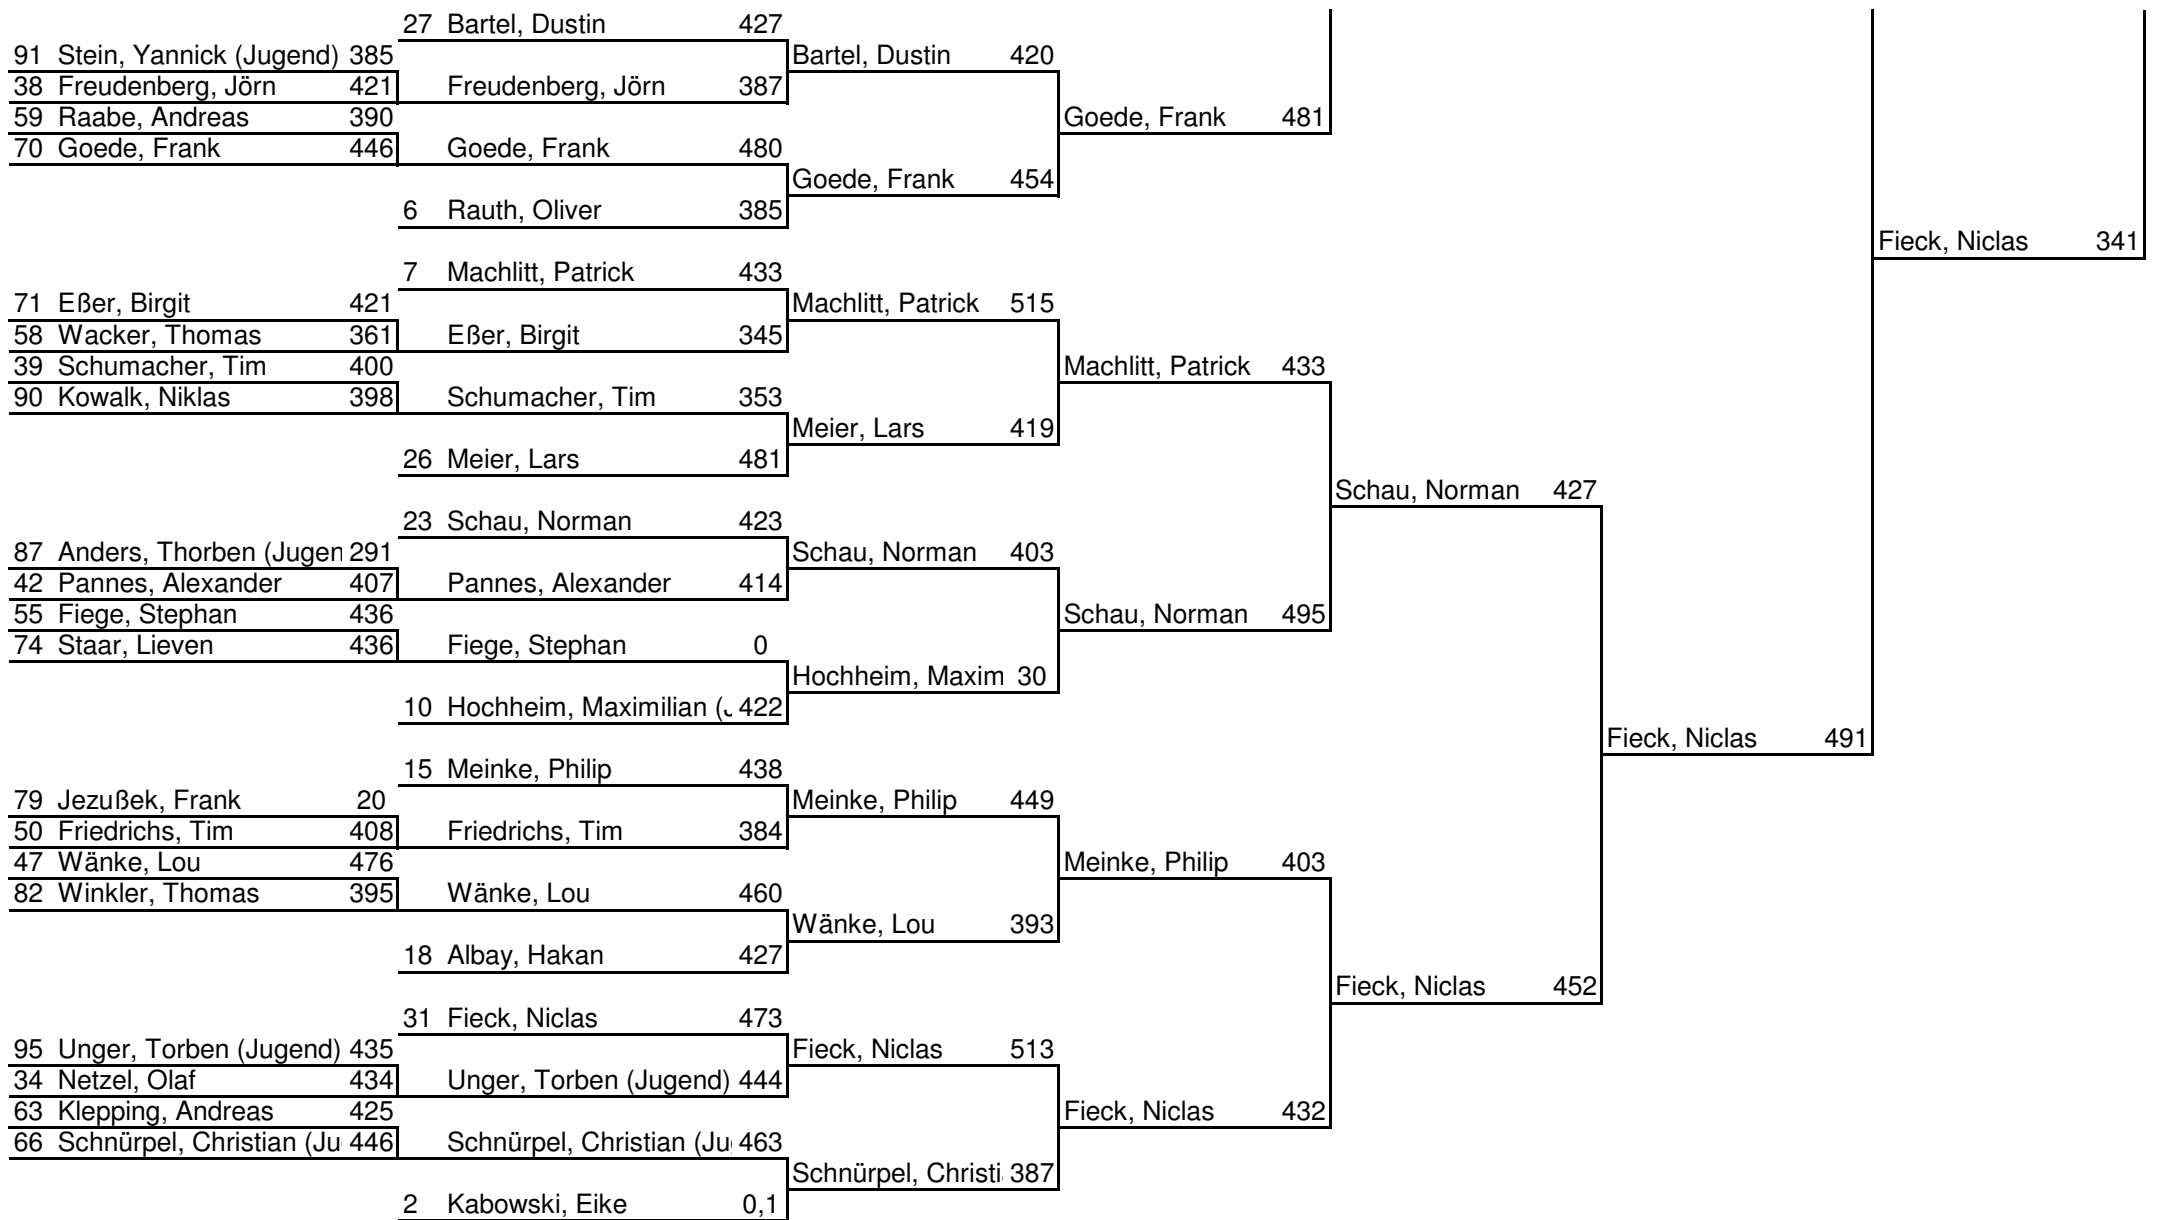 27 Bartel, Dustin 427
91 Stein, Yannick (Jugend) 385 Bartel, Dustin 420
38 Freudenberg, Jörn 421 Freudenberg, Jörn 387
59 Raabe, Andreas 390 Goede, Frank 481
70 Goede, Frank 446 Goede, Frank 480
Goede, Frank 454
6 Rauth, Oliver 385
Fieck, Niclas 341
7 Machlitt, Patrick 433
71 Eßer, Birgit 421 Machlitt, Patrick 515
58 Wacker, Thomas 361 Eßer, Birgit 345
39 Schumacher, Tim 400 Machlitt, Patrick 433
90 Kowalk, Niklas 398 Schumacher, Tim 353
Meier, Lars 419
26 Meier, Lars 481
Schau, Norman 427
23 Schau, Norman 423
87 Anders, Thorben (Jugen 291 Schau, Norman 403
42 Pannes, Alexander 407 Pannes, Alexander 414
55 Fiege, Stephan 436 Schau, Norman 495
74 Staar, Lieven 436 Fiege, Stephan 0
Hochheim, Maxim 30
10 Hochheim, Maximilian (J 422
Fieck, Niclas 491
15 Meinke, Philip 438
79 Jezußek, Frank 20 Meinke, Philip 449
50 Friedrichs, Tim 408 Friedrichs, Tim 384
47 Wänke, Lou 476 Meinke, Philip 403
82 Winkler, Thomas 395 Wänke, Lou 460
Wänke, Lou 393
18 Albay, Hakan 427
Fieck, Niclas 452
31 Fieck, Niclas 473
95 Unger, Torben (Jugend) 435 Fieck, Niclas 513
34 Netzel, Olaf 434 Unger, Torben (Jugend) 444
63 Klepping, Andreas 425 Fieck, Niclas 432
66 Schnürpel, Christian (Ju 446 Schnürpel, Christian (Ju 463
Schnürpel, Christi 387
2 Kabowski, Eike 0,1